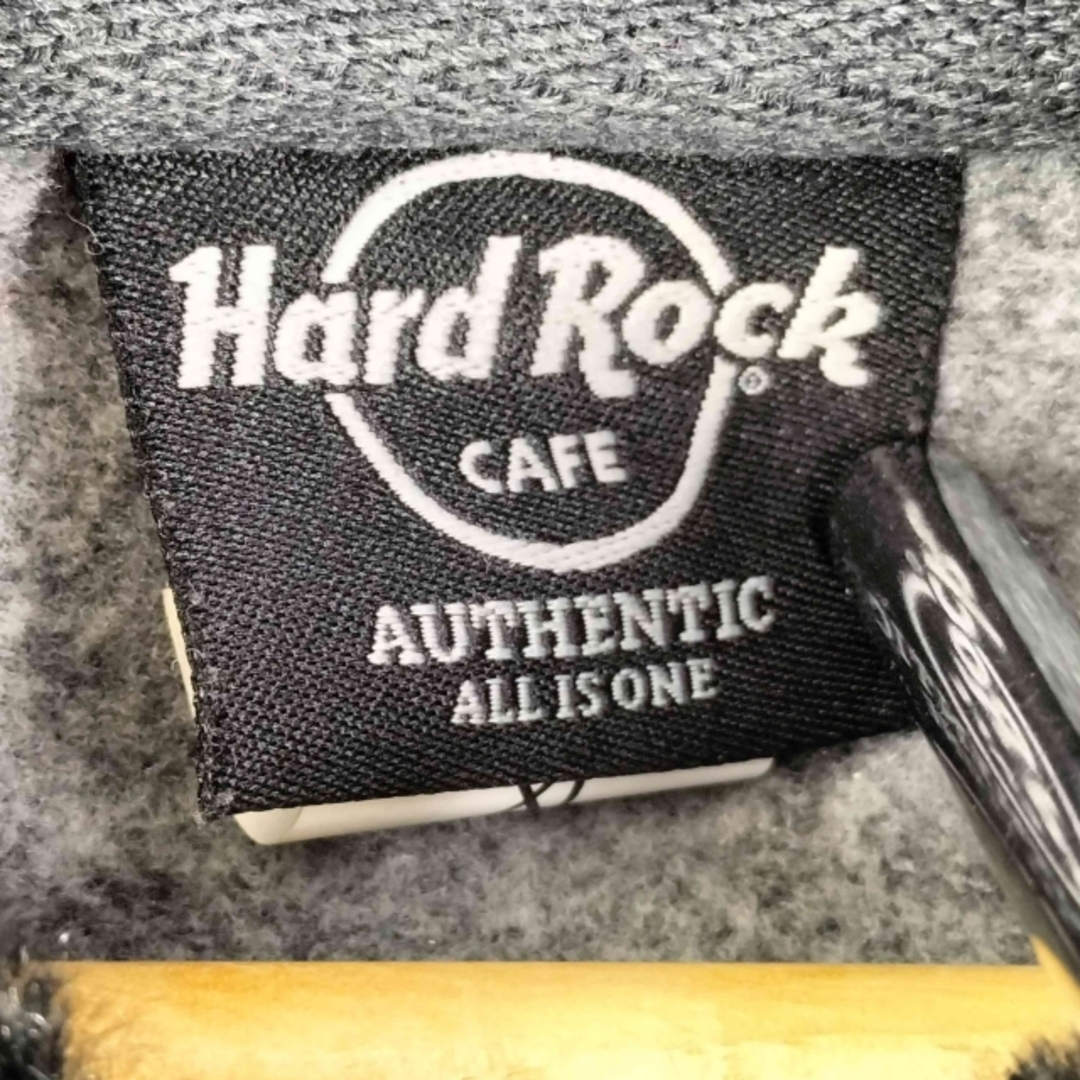 Hard Rock®
CAFE
AUTHENTIC
ALL IS ONE